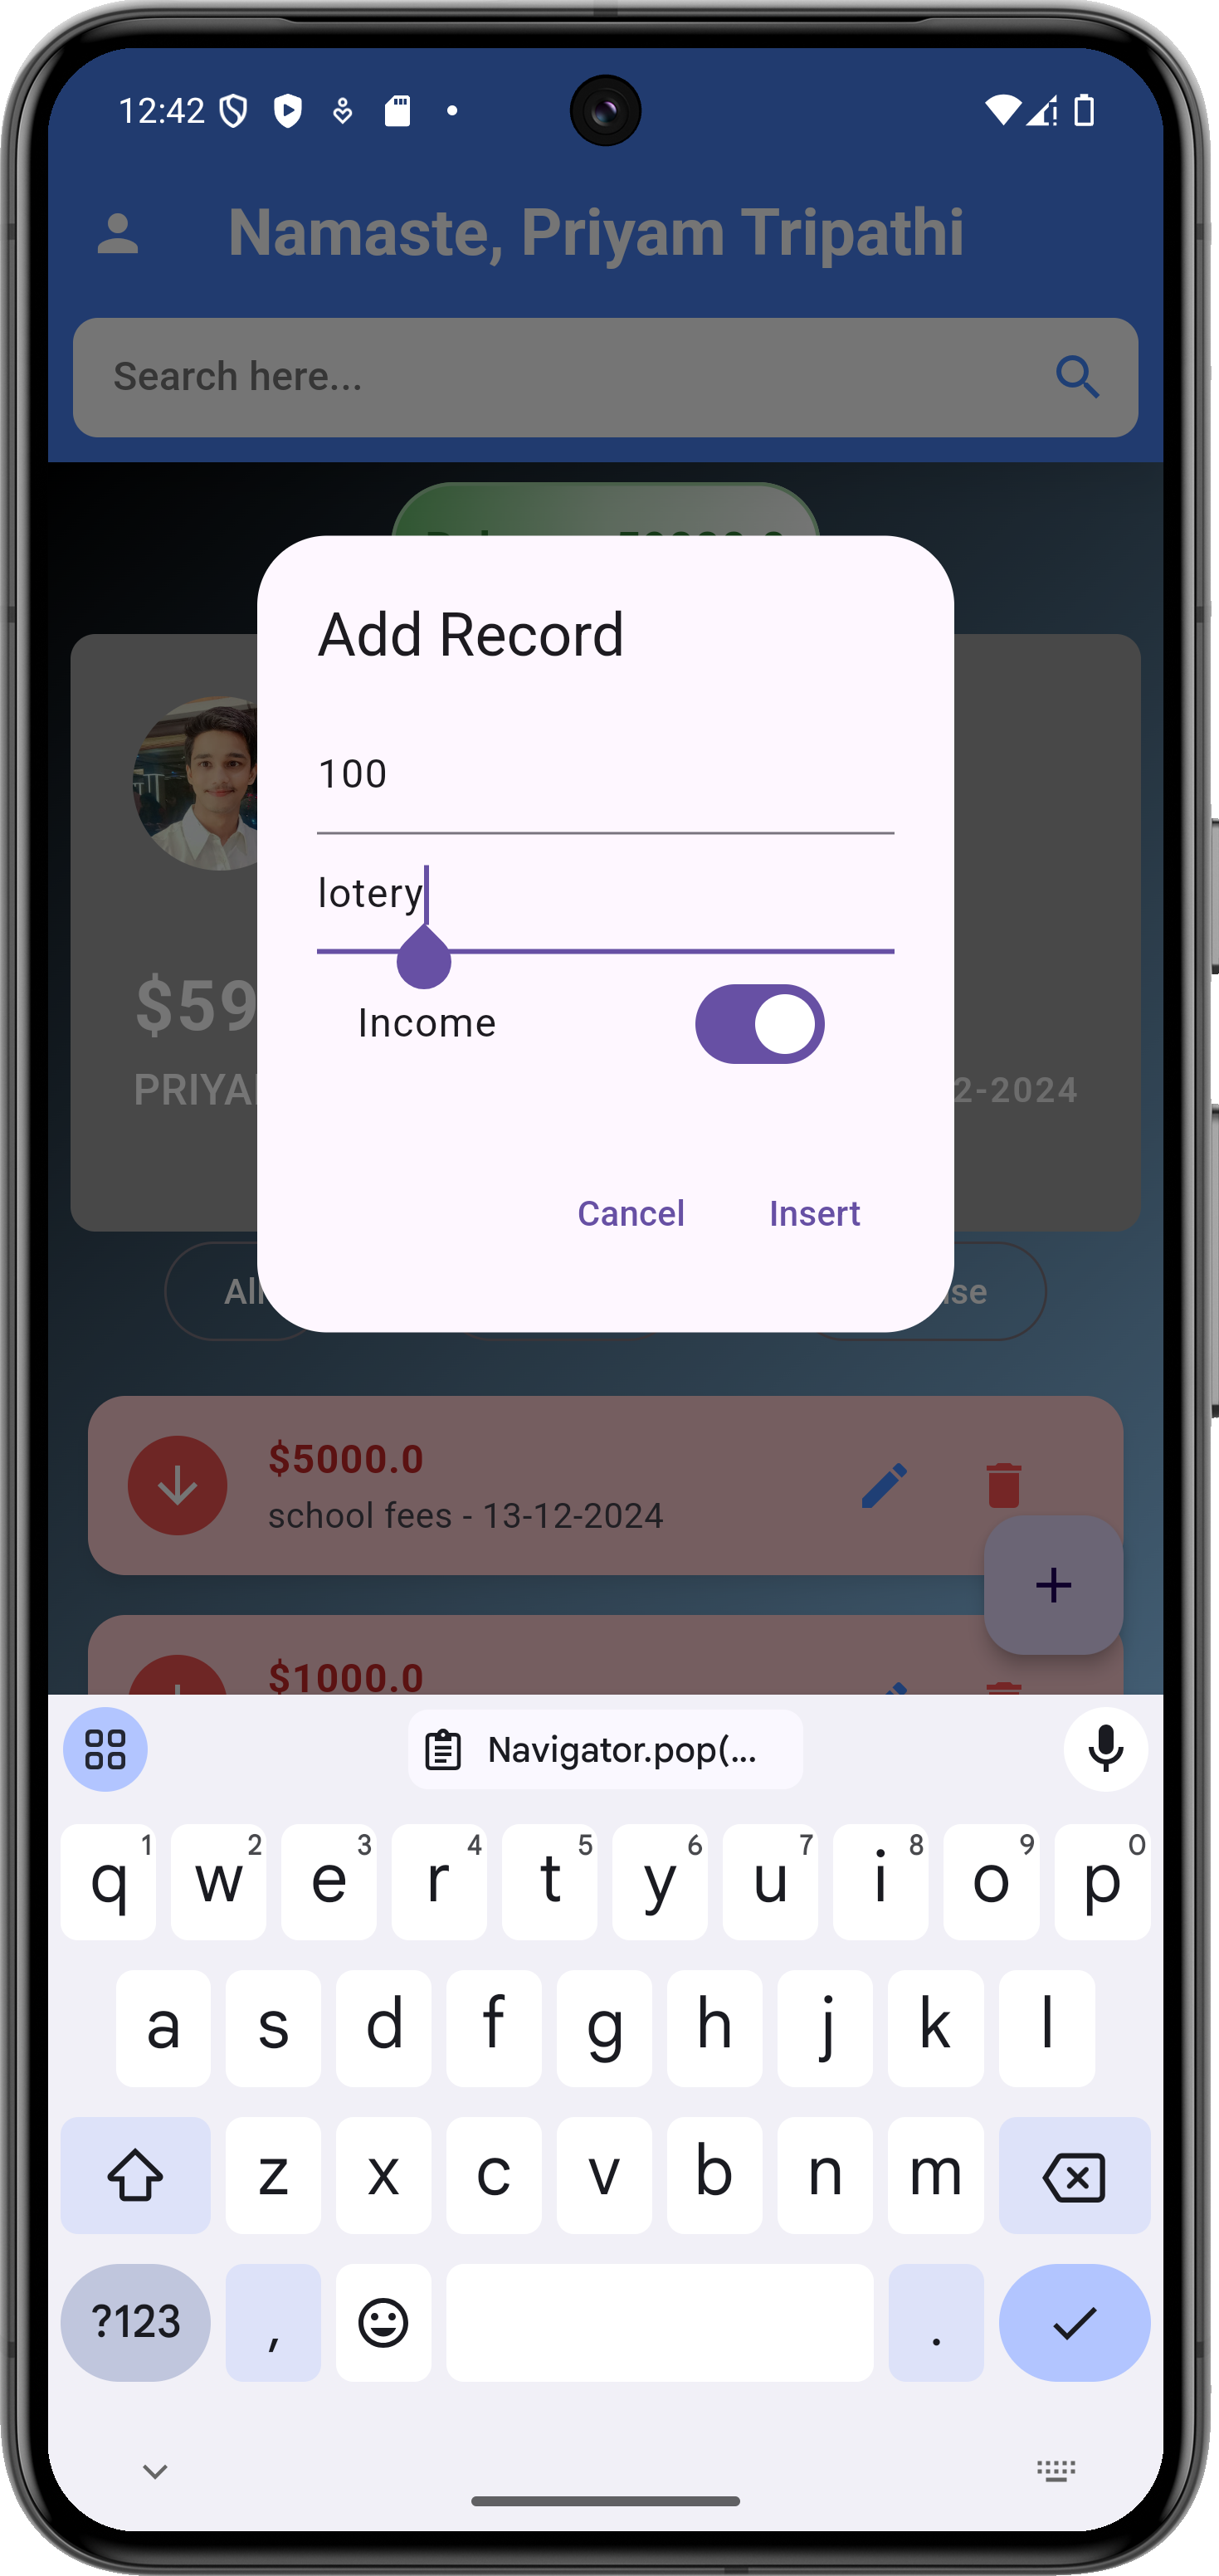 12:42
Namaste, Priyam Tripathi
Search here...
Add Record
100
lotery
$59
Income
2-2024
Cancel Insert
All
$5000.0
school fees - 13-12-2024
+
$1000.0
Navigator.pop(...
q 1 w 2 e 3 r 4 t 5 y 6 u 7 i 8 o 9 p 0
a s d f g h j k l
z x c v b n m
?123 , .